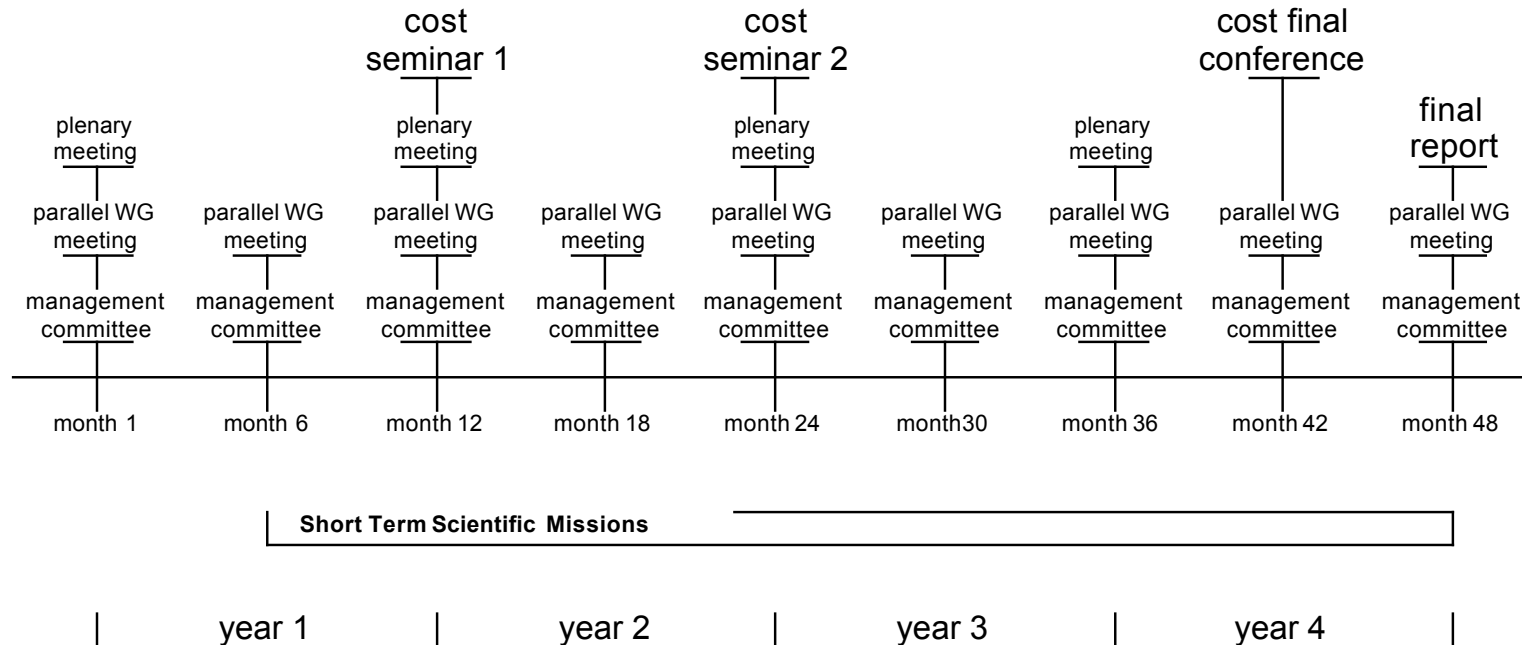 cost
seminar 1
cost
seminar 2
cost final
conference
plenary
meeting
plenary
meeting
plenary
meeting
plenary
meeting
final
report
parallel WG
meeting
parallel WG
meeting
parallel WG
meeting
parallel WG
meeting
parallel WG
meeting
parallel WG
meeting
parallel WG
meeting
parallel WG
meeting
parallel WG
meeting
management
committee
management
committee
management
committee
management
committee
management
committee
management
committee
management
committee
management
committee
management
committee
month 1
month 6
month 12
month 18
month 24
month30
month 36
month 42
month 48
Short Term Scientific Missions
year 1
year 2
year 3
year 4